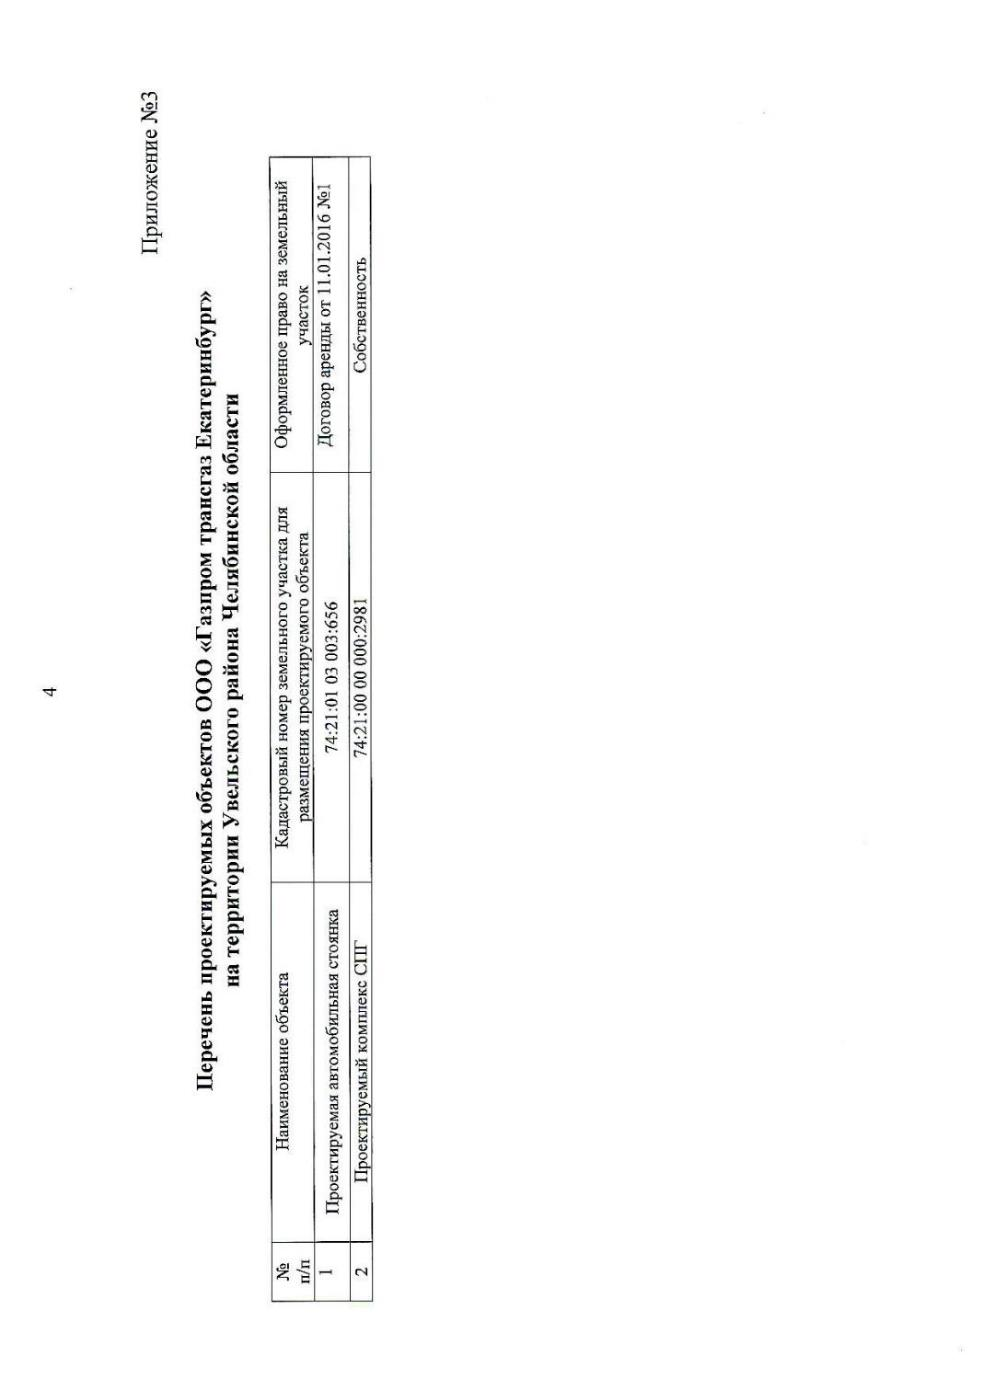 4
Приложение №3
Перечень проектируемых объектов ООО «Газпром трансгаз Екатеринбург»
на территории Увельского района Челябинской области
№
п/п
Наименование объекта
Кадастровый номер земельного участка для
размещения проектируемого объекта
Оформленное право на земельный
участок
1
Проектируемая автомобильная стоянка
74:21:01 03 003:656
Договор аренды от 11.01.2016 №1
2
Проектируемый комплекс СПГ
74:21:00 00 000:2981
Собственность